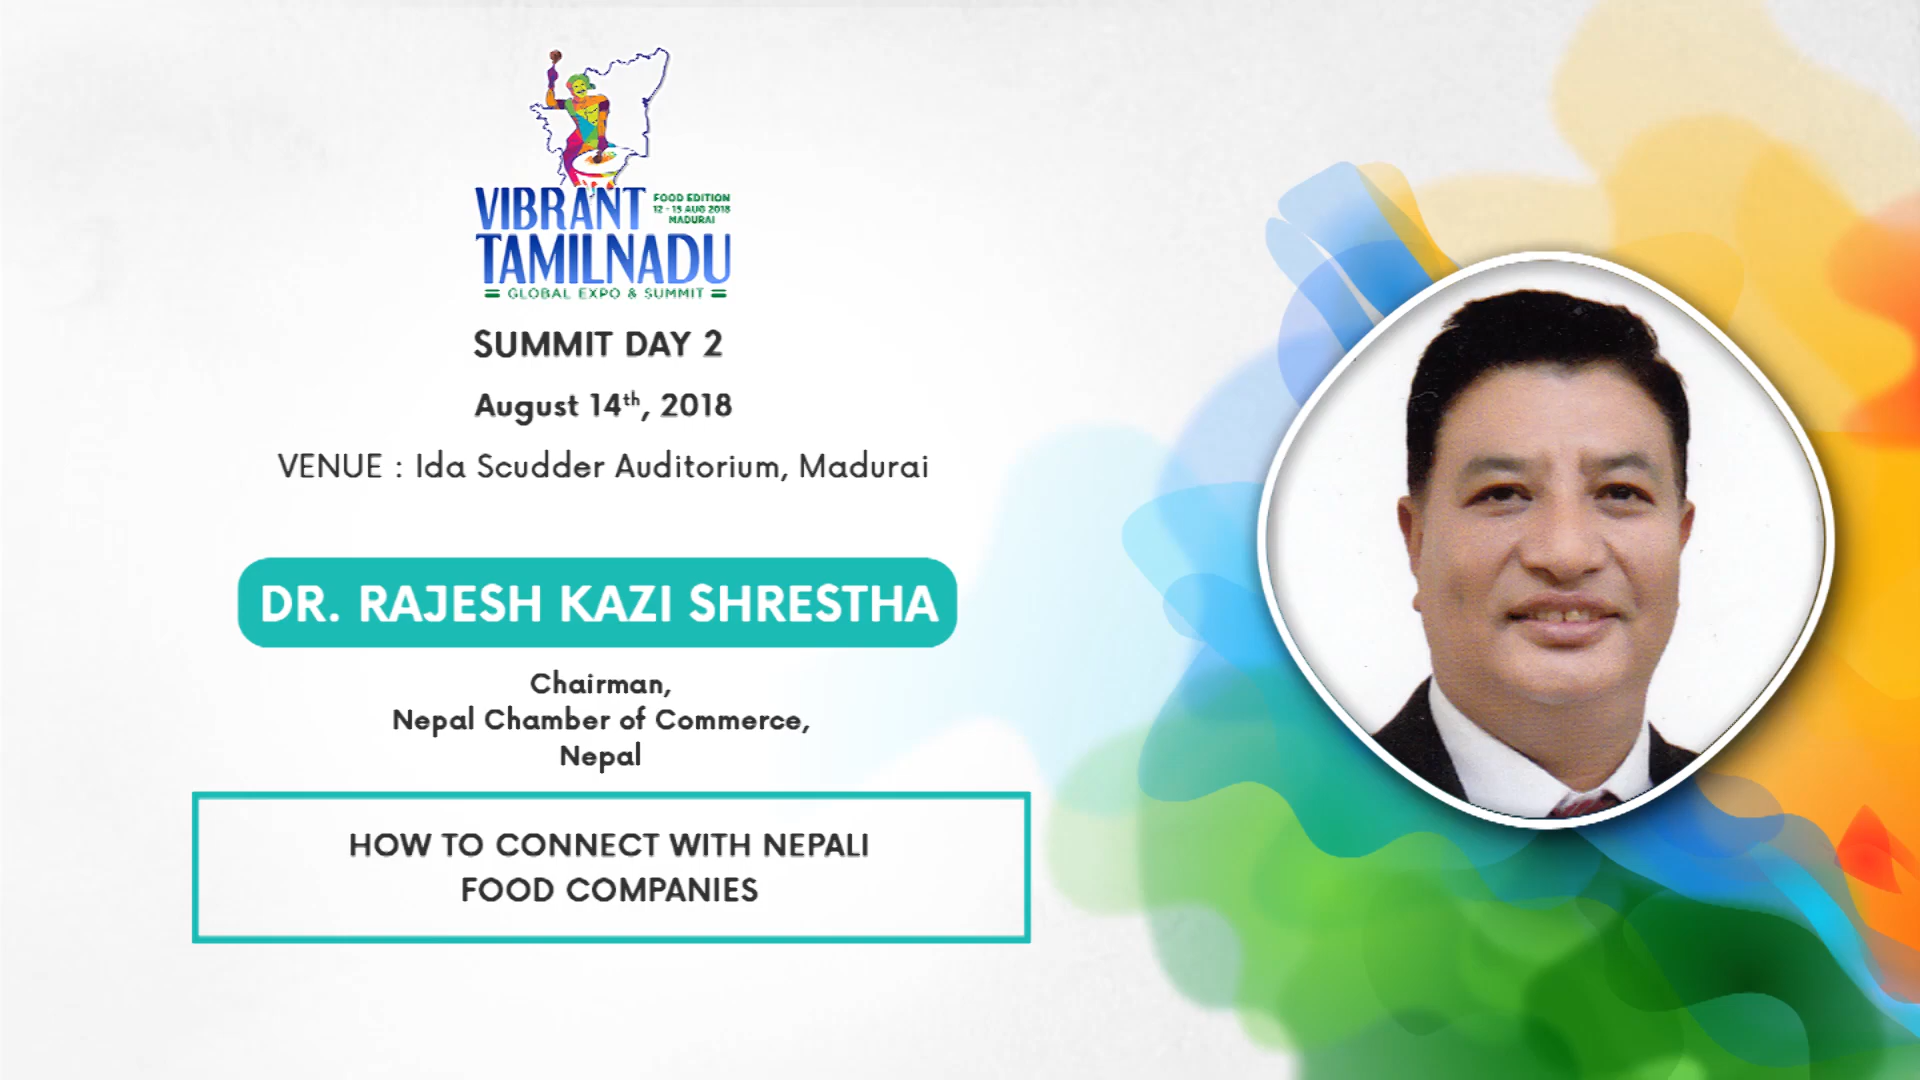 VIBRANT
FOOD EDITION
12 - 15 AUG 2018
MADURAI
TAMILNADU
GLOBAL EXPO & SUMMIT
SUMMIT DAY 2
August 14th, 2018
VENUE : Ida Scudder Auditorium, Madurai
DR. RAJESH KAZI SHRESTHA
Chairman,
Nepal Chamber of Commerce,
Nepal
HOW TO CONNECT WITH NEPALI
FOOD COMPANIES